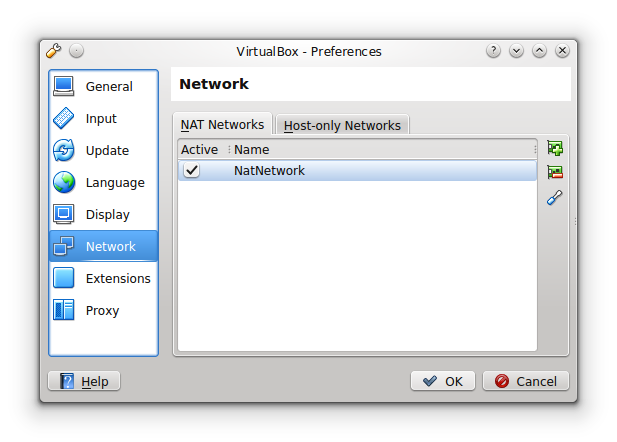 VirtualBox - Preferences
General
Input
Update
Language
Display
Network
Extensions
Proxy
Network
NAT Networks
Host-only Networks
Active Name
NatNetwork
Help
OK
Cancel